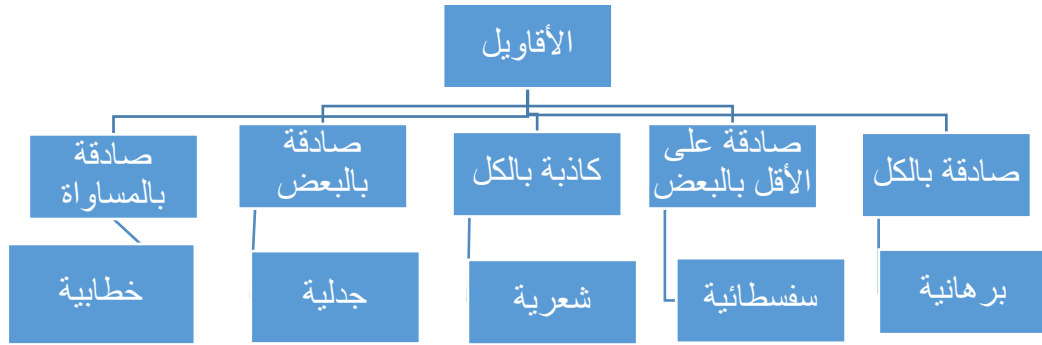 الأقاويل
صادقة بالكل
صادقة على
الأقل بالبعض
كاذبة بالكل
صادقة
بالبعض
صادقة
بالمساواة
برهانية
سفسطائية
شعرية
جدلية
خطابية